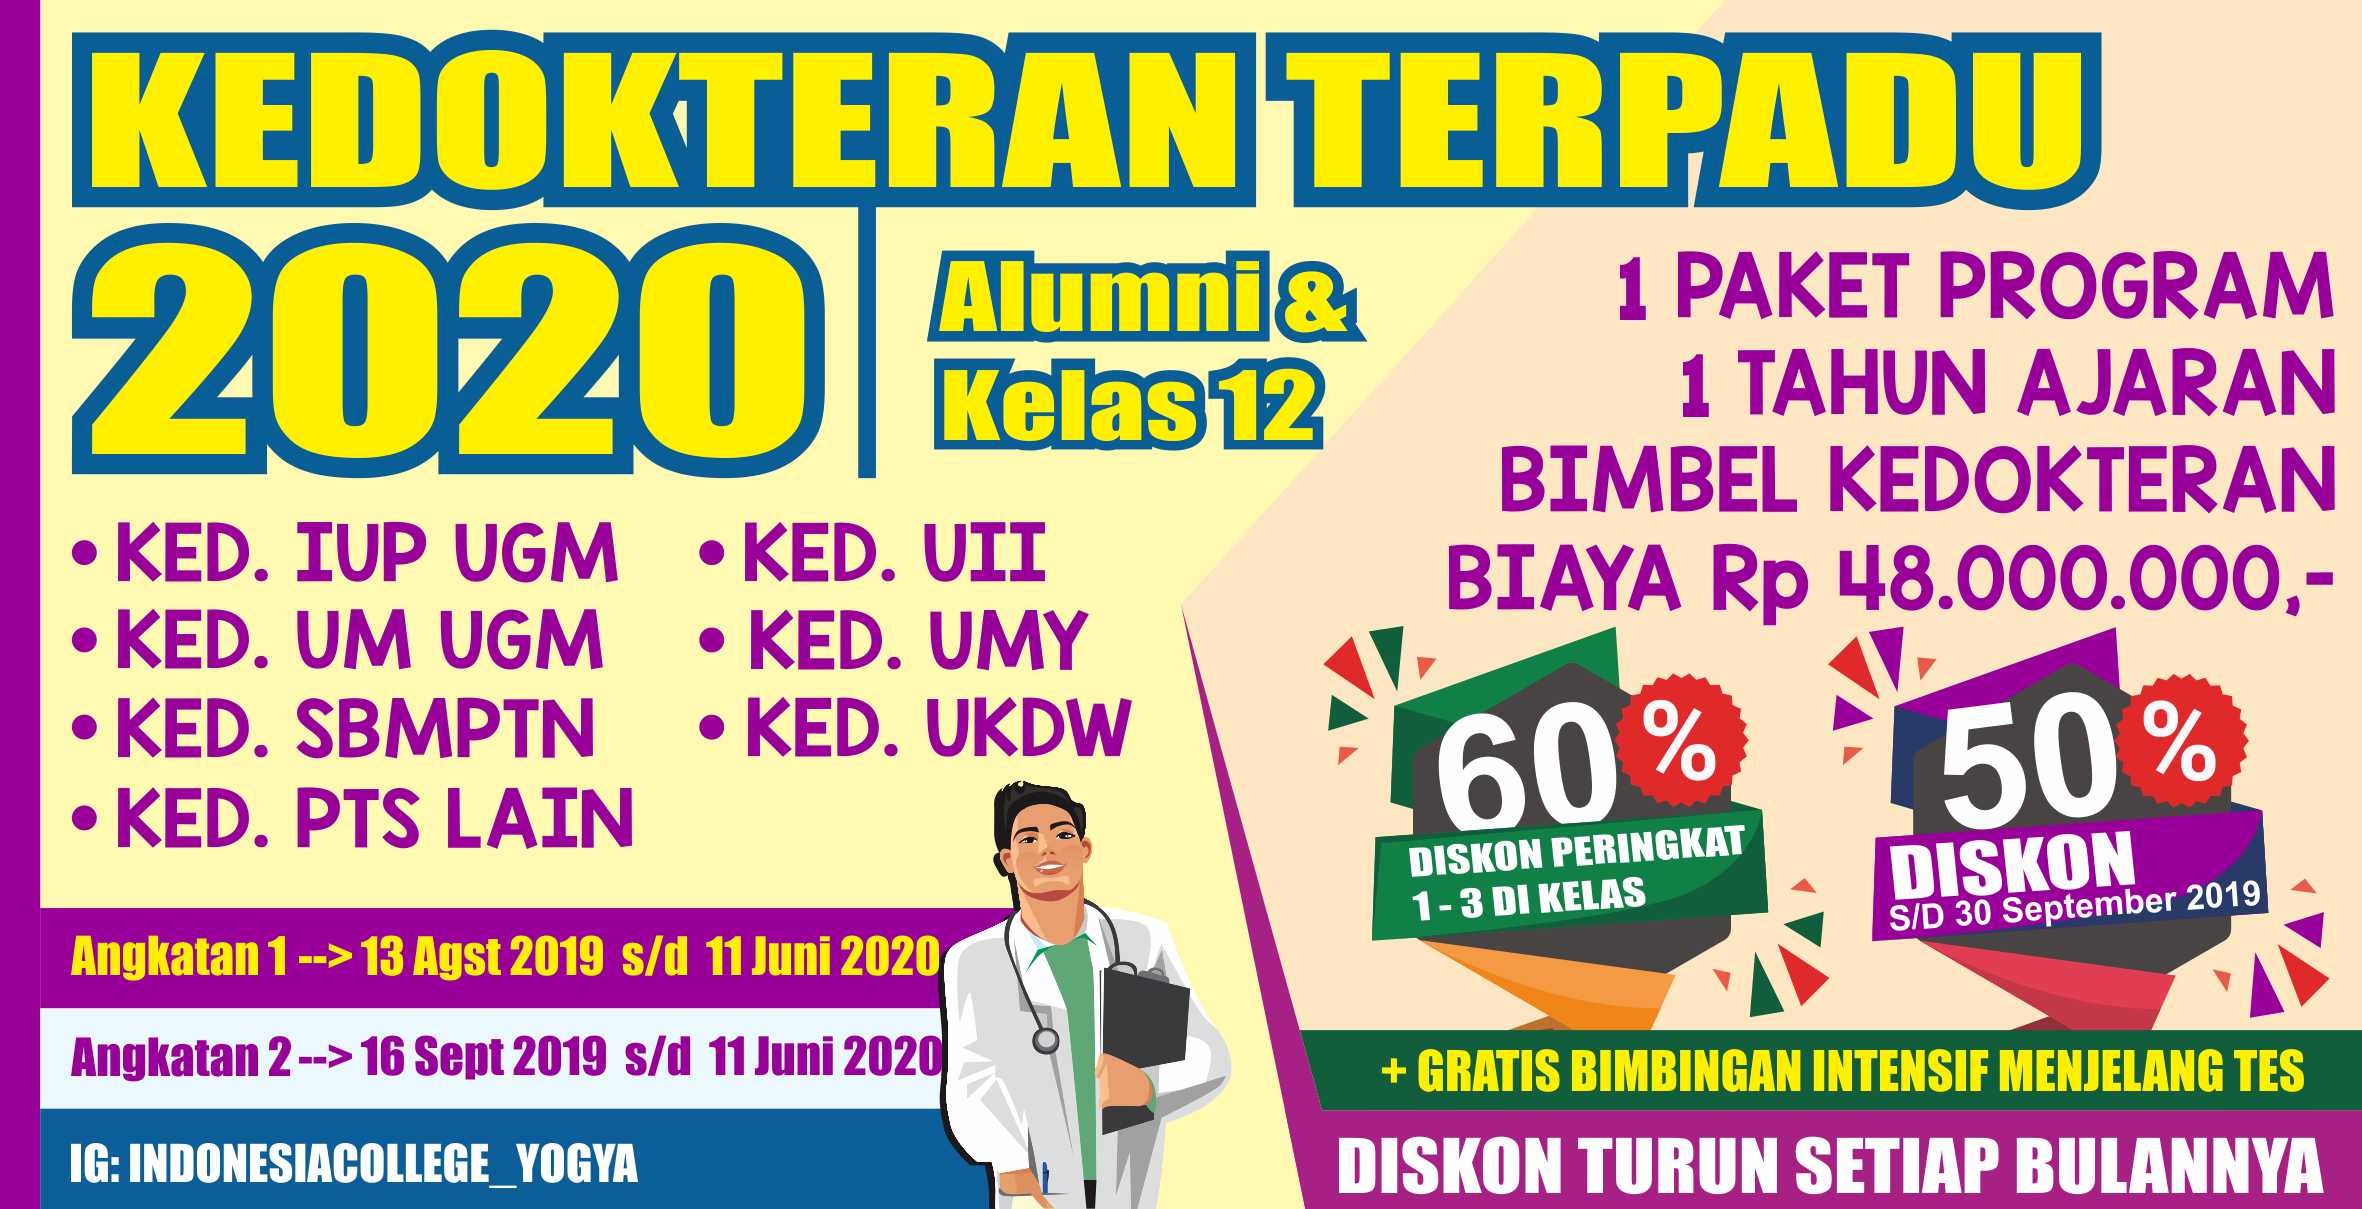 KEDOKTERAN TERPADU
2020
Alumni &
Kelas 12
• KED. IUP UGM
• KED. UM UGM
• KED. SBMPTN
• KED. PTS LAIN
• KED. UII
• KED. UMY
• KED. UKDW
Angkatan 1 --> 13 Agst 2019 s/d 11 Juni 2020
Angkatan 2 --> 16 Sept 2019 s/d 11 Juni 2020
IG: INDONESIACOLLEGE_YOGYA
1 PAKET PROGRAM
1 TAHUN AJARAN
BIMBEL KEDOKTERAN
BIAYA Rp 48.000.000,-
60%
DISKON PERINGKAT
1 - 3 DI KELAS
50%
DISKON
S/D 30 September 2019
+ GRATIS BIMBINGAN INTENSIF MENJELANG TES
DISKON TURUN SETIAP BULANNYA